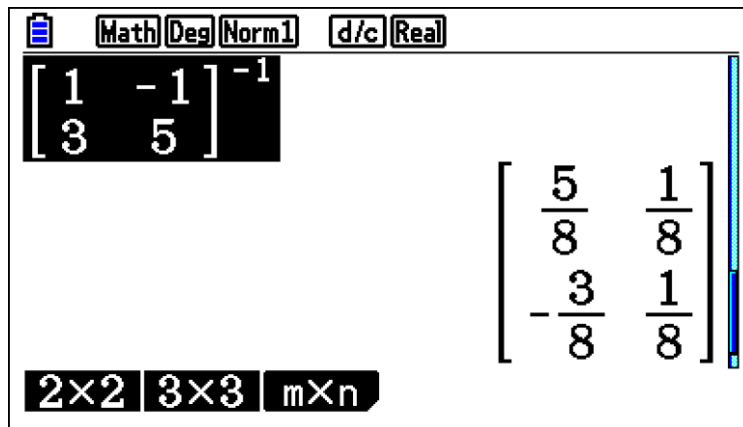 Math Deg Norm1 d/c Real
[1 -1
3 5]⁻¹
[5/8 1/8
-3/8 1/8]
2×2 3×3 m×n